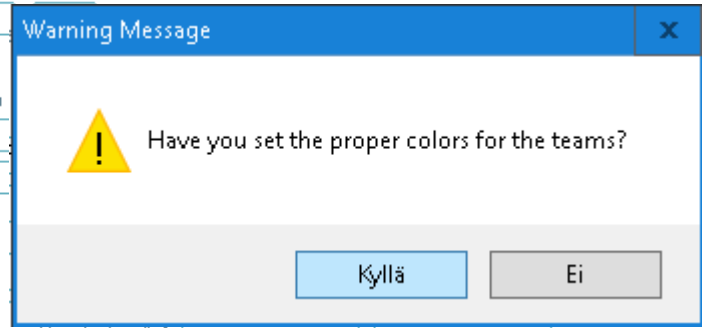 Warning Message
Have you set the proper colors for the teams?
Kyllä
Ei